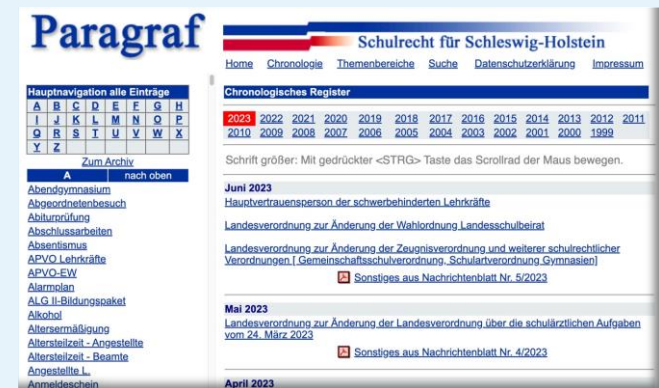 Paragraf
Schulrecht für Schleswig-Holstein
Home Chronologie Themenbereiche Suche Datenschutzerklärung Impressum
Hauptnavigation alle Einträge
A B C D E F G H
I J K L M N O P
Q R S T U V W X
Y Z
Zum Archiv
A nach oben
Abendgymnasium
Abgeordnetenbesuch
Abiturprüfung
Abschlussarbeiten
Absentismus
APVO Lehrkräfte
APVO-EW
Alarmplan
ALG II-Bildungspaket
Alkohol
Altersermäßigung
Altersteilzeit - Angestellte
Altersteilzeit - Beamte
Angestellte L.
Anmeldeschein
Chronologisches Register
2023 2022 2021 2020 2019 2018 2017 2016 2015 2014 2013 2012 2011
2010 2009 2008 2007 2006 2005 2004 2003 2002 2001 2000 1999
Schrift größer: Mit gedrückter <STRG> Taste das Scrollrad der Maus bewegen.
Juni 2023
Hauptvertrauensperson der schwerbehinderten Lehrkräfte
Landesverordnung zur Änderung der Wahlordnung Landesschulbeirat
Landesverordnung zur Änderung der Zeugnisverordnung und weiterer schulrechtlicher
Verordnungen [ Gemeinschaftsschulverordnung, Schulartverordnung Gymnasien]
Sonstiges aus Nachrichtenblatt Nr. 5/2023
Mai 2023
Landesverordnung zur Änderung der Landesverordnung über die schulärztlichen Aufgaben
vom 24. März 2023
Sonstiges aus Nachrichtenblatt Nr. 4/2023
April 2023